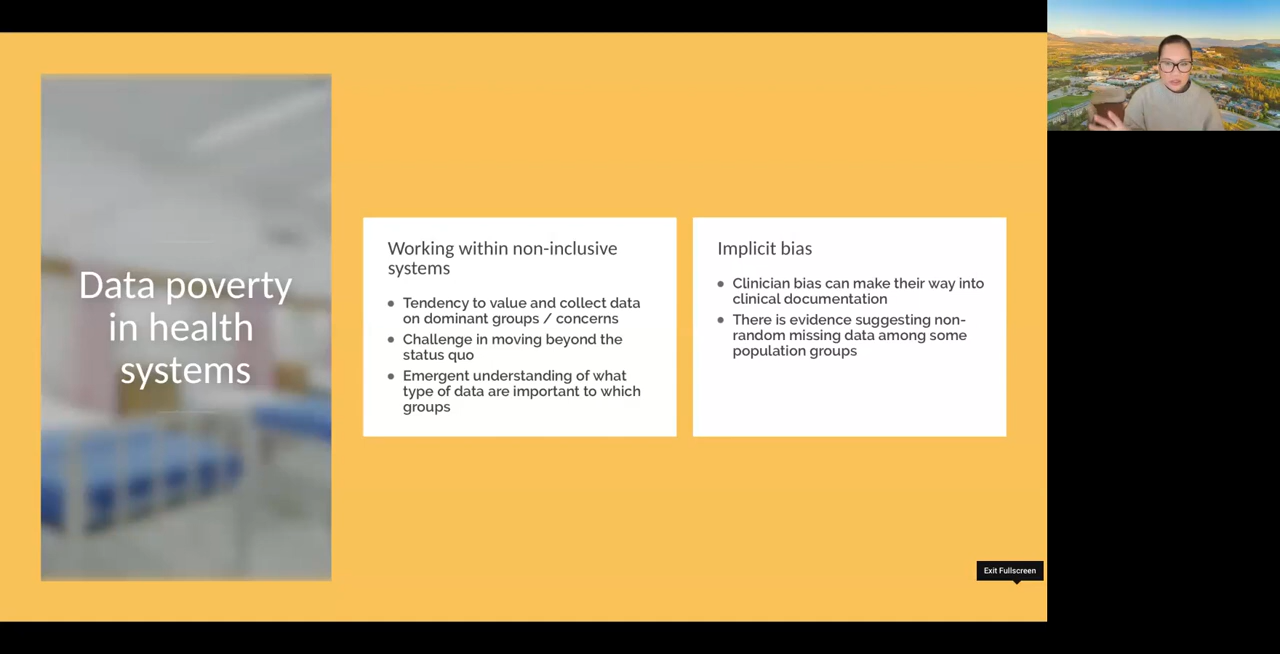 Data poverty
in health
systems
Working within non-inclusive
systems
Tendency to value and collect data
on dominant groups / concerns
Challenge in moving beyond the
status quo
Emergent understanding of what
type of data are important to which
groups
Implicit bias
Clinician bias can make their way into
clinical documentation
There is evidence suggesting non-
random missing data among some
population groups
Exit Fullscreen